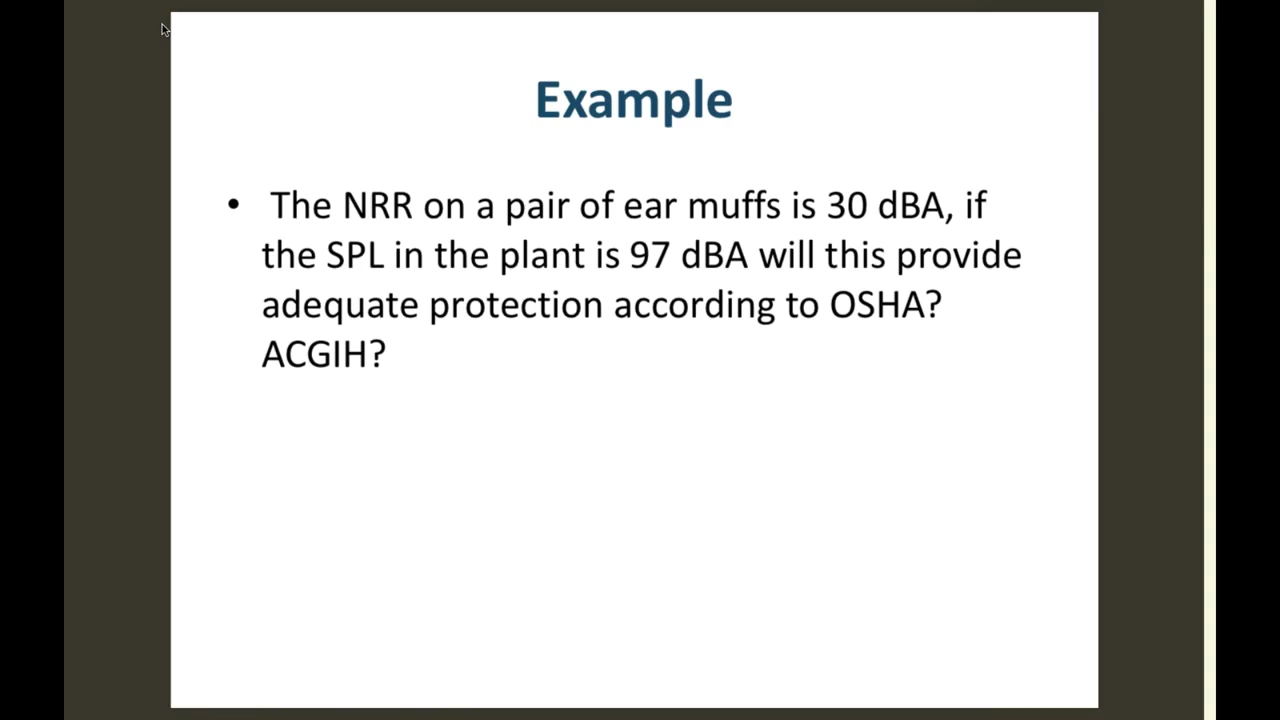 Example
• The NRR on a pair of ear muffs is 30 dBA, if
the SPL in the plant is 97 dBA will this provide
adequate protection according to OSHA?
ACGIH?